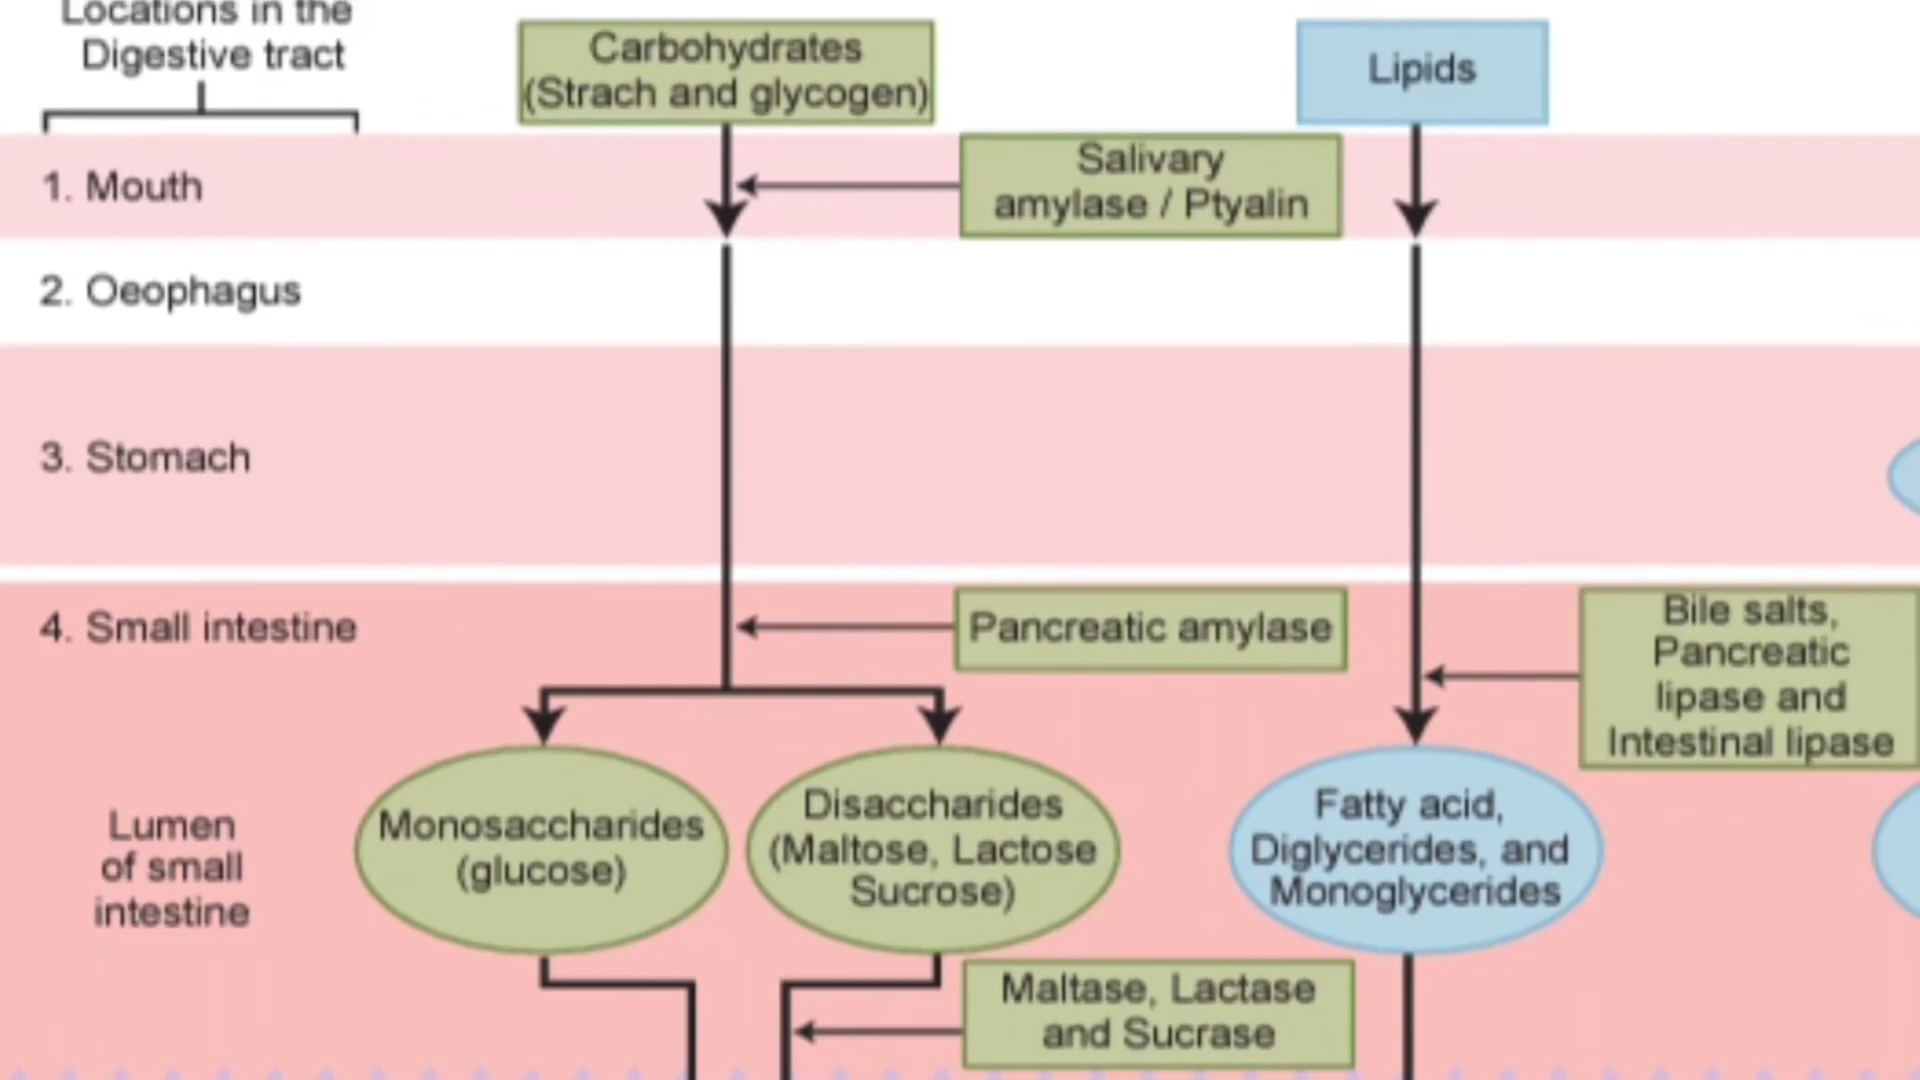 Locations in the
Digestive tract
Carbohydrates
(Strach and glycogen)
Lipids
1. Mouth
Salivary
amylase / Ptyalin
2. Oeophagus
3. Stomach
4. Small intestine
Pancreatic amylase
Bile salts,
Pancreatic
lipase and
Intestinal lipase
Lumen
of small
intestine
Monosaccharides
(glucose)
Disaccharides
(Maltose, Lactose
Sucrose)
Fatty acid,
Diglycerides, and
Monoglycerides
Maltase, Lactase
and Sucrase